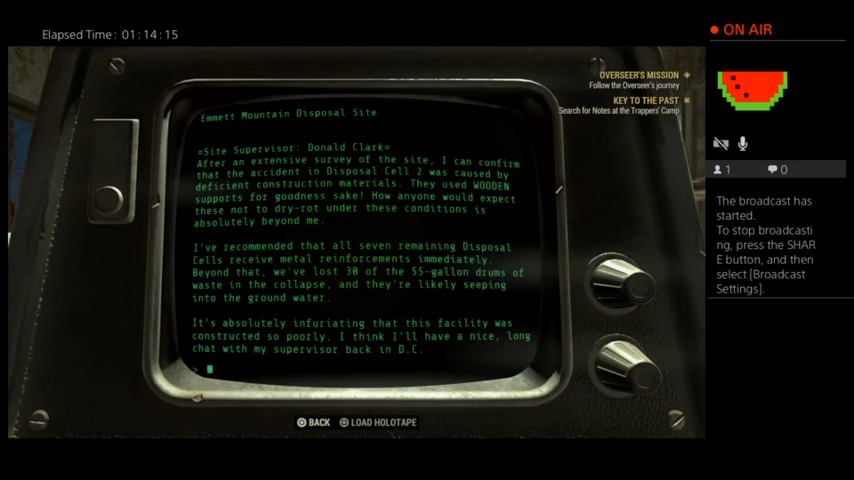 Elapsed Time: 01:14:15
ON AIR
OVERSEER'S MISSION
Follow the Overseer's journey
KEY TO THE PAST
Search for Notes at the Trappers' Camp
Emmett Mountain Disposal Site
=Site Supervisor: Donald Clark=
After an extensive survey of the site, I can confirm
that the accident in Disposal Cell 2 was caused by
deficient construction materials. They used WOODEN
supports for goodness sake! How anyone would expect
these not to dry-rot under these conditions is
absolutely beyond me.
I've recommended that all seven remaining Disposal
Cells receive metal reinforcements immediately.
Beyond that, we've lost 30 of the 55-gallon drums of
waste in the collapse, and they're likely seeping
into the ground water.
It's absolutely infuriating that this facility was
constructed so poorly. I think I'll have a nice, long
chat with my supervisor back in D.C.
>
BACK
LOAD HOLOTAPE
1
0
The broadcast has
started.
To stop broadcasti
ng, press the SHAR
E button, and then
select [Broadcast
Settings].